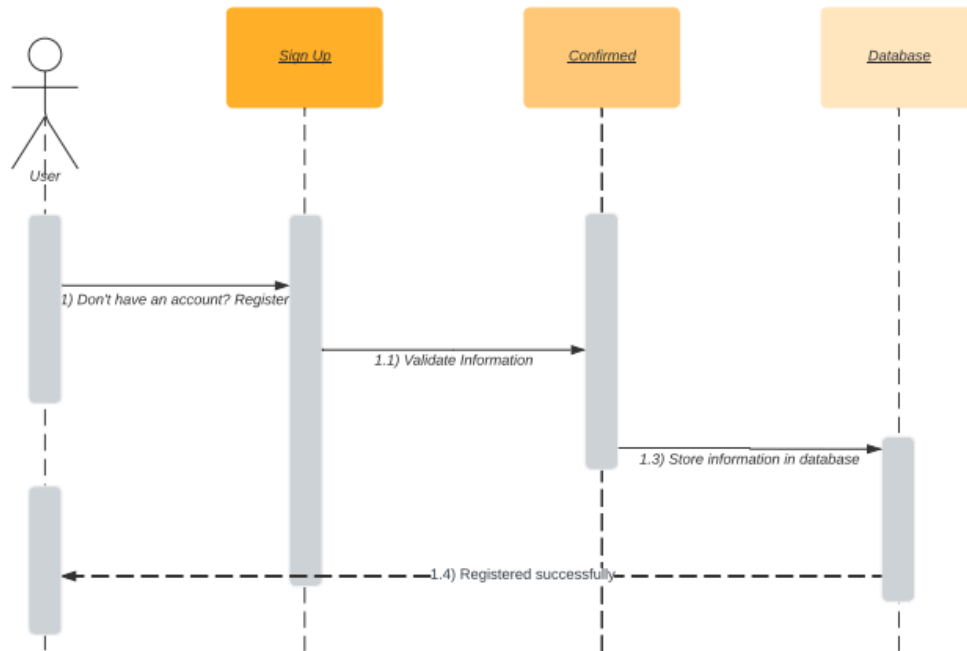 Sign Up
Confirmed
Database
User
1) Don't have an account? Register
1.1) Validate Information
1.3) Store information in database
1.4) Registered successfully